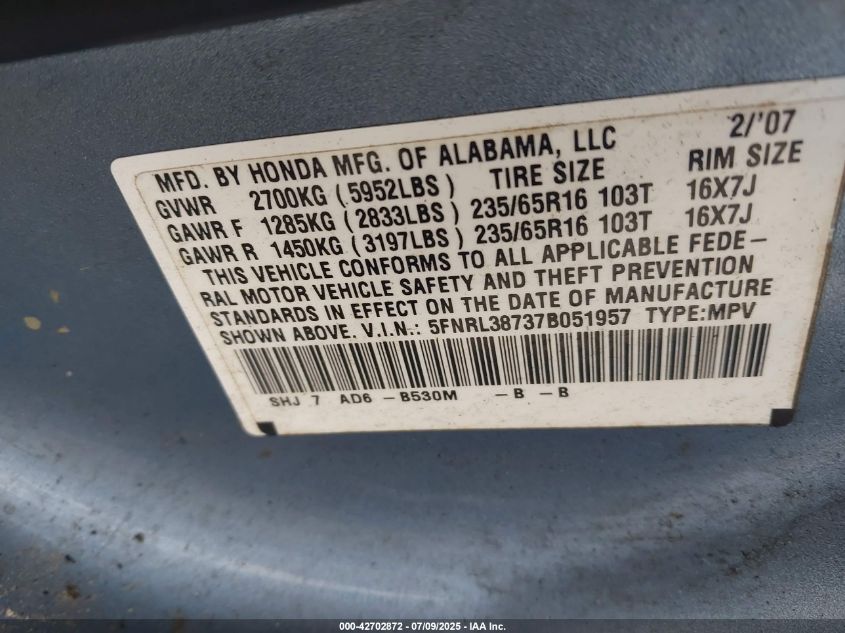 MFD. BY HONDA MFG. OF ALABAMA, LLC 2/'07
GVWR 2700KG (5952LBS) TIRE SIZE RIM SIZE
GAWR F 1285KG (2833LBS) 235/65R16 103T 16X7J
GAWR R 1450KG (3197LBS) 235/65R16 103T 16X7J
THIS VEHICLE CONFORMS TO ALL APPLICABLE FEDE-
RAL MOTOR VEHICLE SAFETY AND THEFT PREVENTION
STANDARDS IN EFFECT ON THE DATE OF MANUFACTURE
SHOWN ABOVE. V.I.N.: 5FNRL38737B051957 TYPE:MPV
SHJ 7 AD6 -B530M -B -B
000-42702872 - 07/09/2025 - IAA Inc.